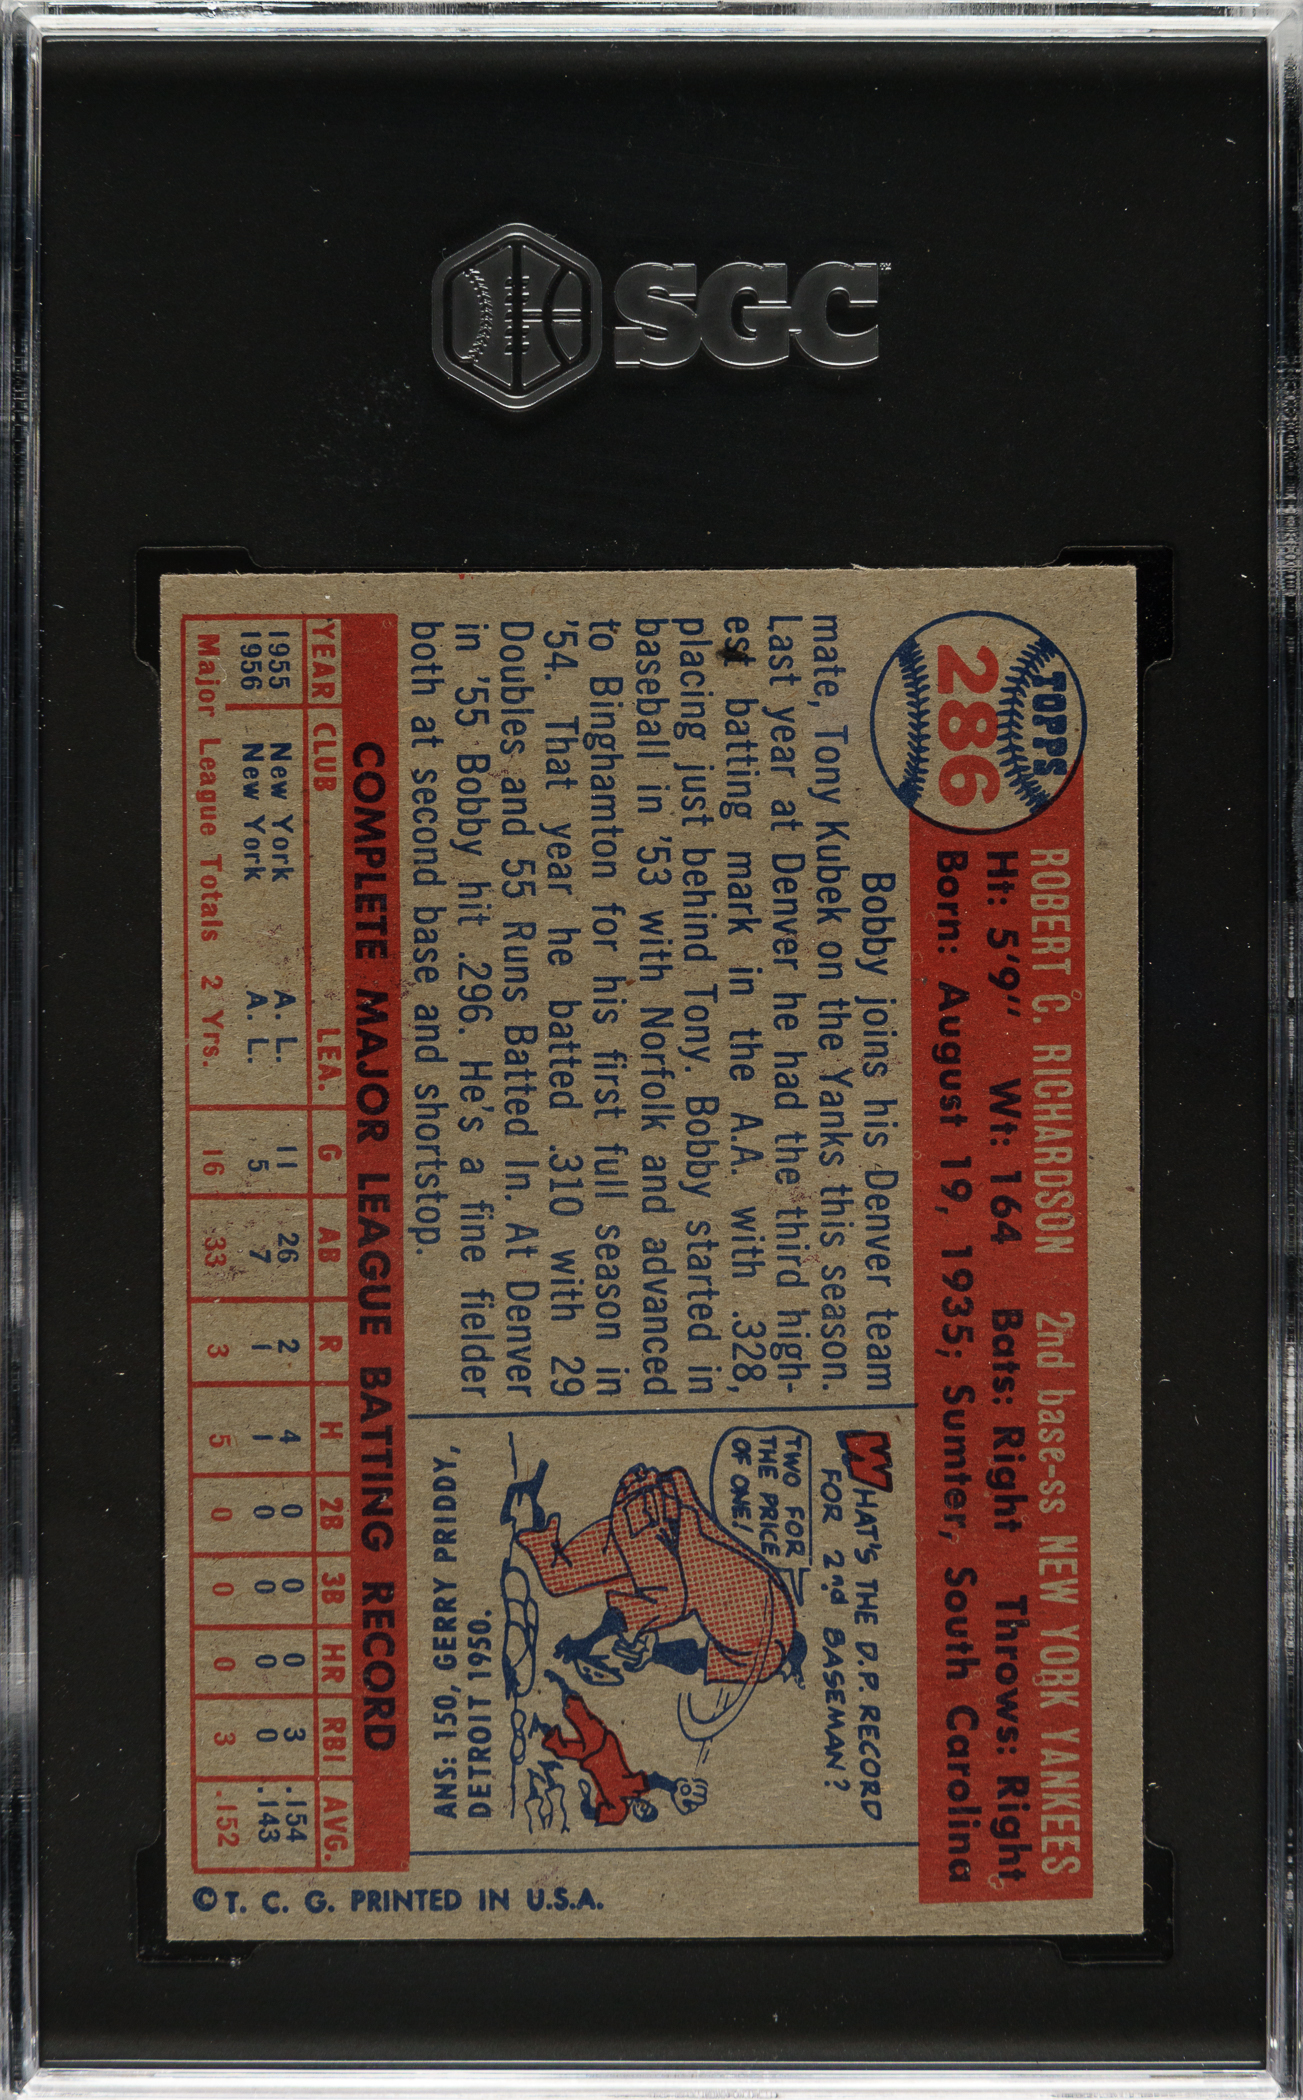 SGC™
TOPPS
286
ROBERT C. RICHARDSON 2nd base-ss NEW YORK YANKEES
Ht: 5'9" Wt: 164 Bats: Right Throws: Right
Born: August 19, 1935; Sumter, South Carolina
Bobby joins his Denver team
mate, Tony Kubek on the Yanks this season.
Last year at Denver he had the third high-
est batting mark in the A.A. with .328,
placing just behind Tony. Bobby started in
baseball in '53 with Norfolk and advanced
to Binghamton for his first full season in
'54. That year he batted .310 with 29
Doubles and 55 Runs Batted In. At Denver
in '55 Bobby hit .296. He's a fine fielder
both at second base and shortstop.
WHAT'S THE D.P. RECORD
FOR 2nd BASEMAN?
TWO FOR
THE PRICE
OF ONE!
ANS: 150, GERRY PRIDDY,
DETROIT 1950.
COMPLETE MAJOR LEAGUE BATTING RECORD
YEAR CLUB LEA. G AB R H 2B 3B HR RBI AVG.
1955 New York A. L. 11 26 2 4 0 0 0 3 .154
1956 New York A. L. 5 7 1 1 0 0 0 0 .143
Major League Totals 2 Yrs. 16 33 3 5 0 0 0 3 .152
© T. C. G. PRINTED IN U.S.A.